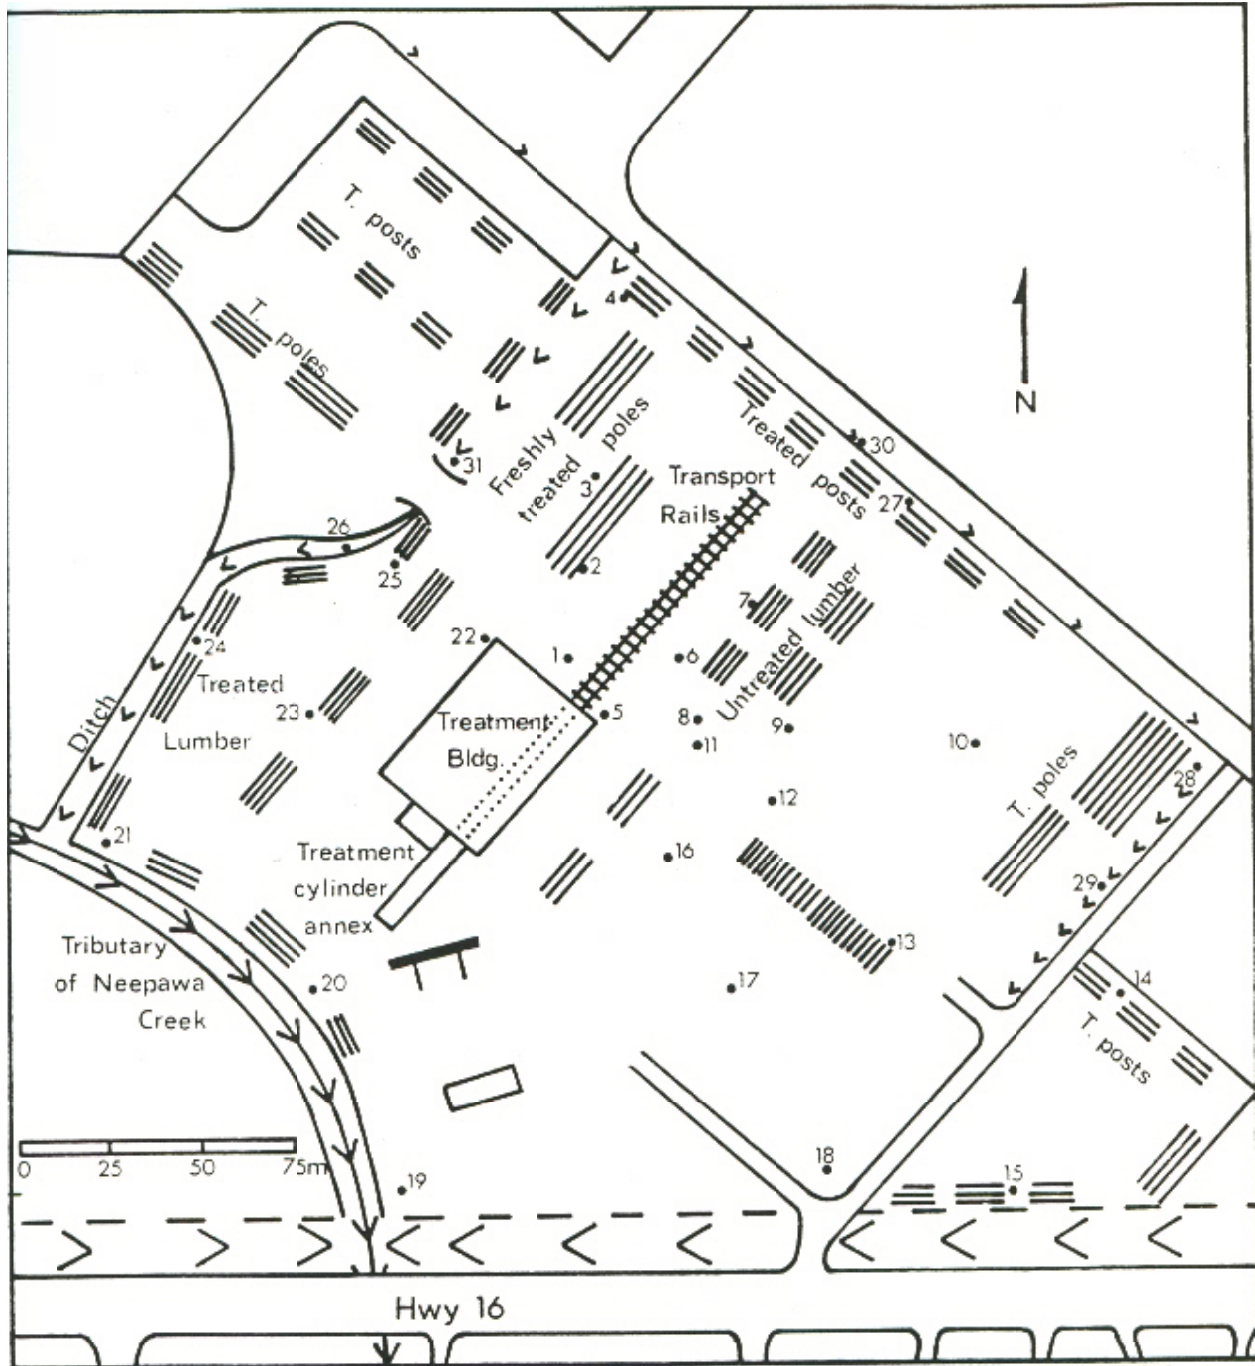 T. posts
T. poles
4
N
30
Freshly
treated poles
Treated posts
31
3
Transport
Rails
27
26
25
2
7
Untreated lumber
24
22
1
6
Treated
Lumber
23
Ditch
Treatment
Bldg.
5
8
9
11
10
28
T. poles
12
21
16
Treatment
cylinder
annex
29
13
Tributary
of Neepawa
Creek
20
17
14
T. posts
0 25 50 75m
19
18
15
Hwy 16